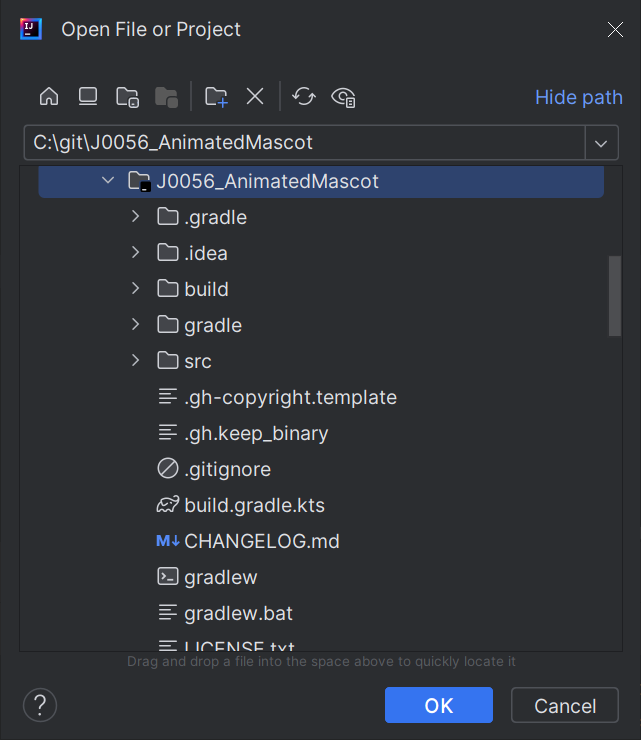 IJ
Open File or Project
Hide path
C:\git\J0056_AnimatedMascot
J0056_AnimatedMascot
.gradle
.idea
build
gradle
src
.gh-copyright.template
.gh.keep_binary
.gitignore
build.gradle.kts
M↓ CHANGELOG.md
gradlew
gradlew.bat
LICENSE.txt
Drag and drop a file into the space above to quickly locate it
? OK Cancel